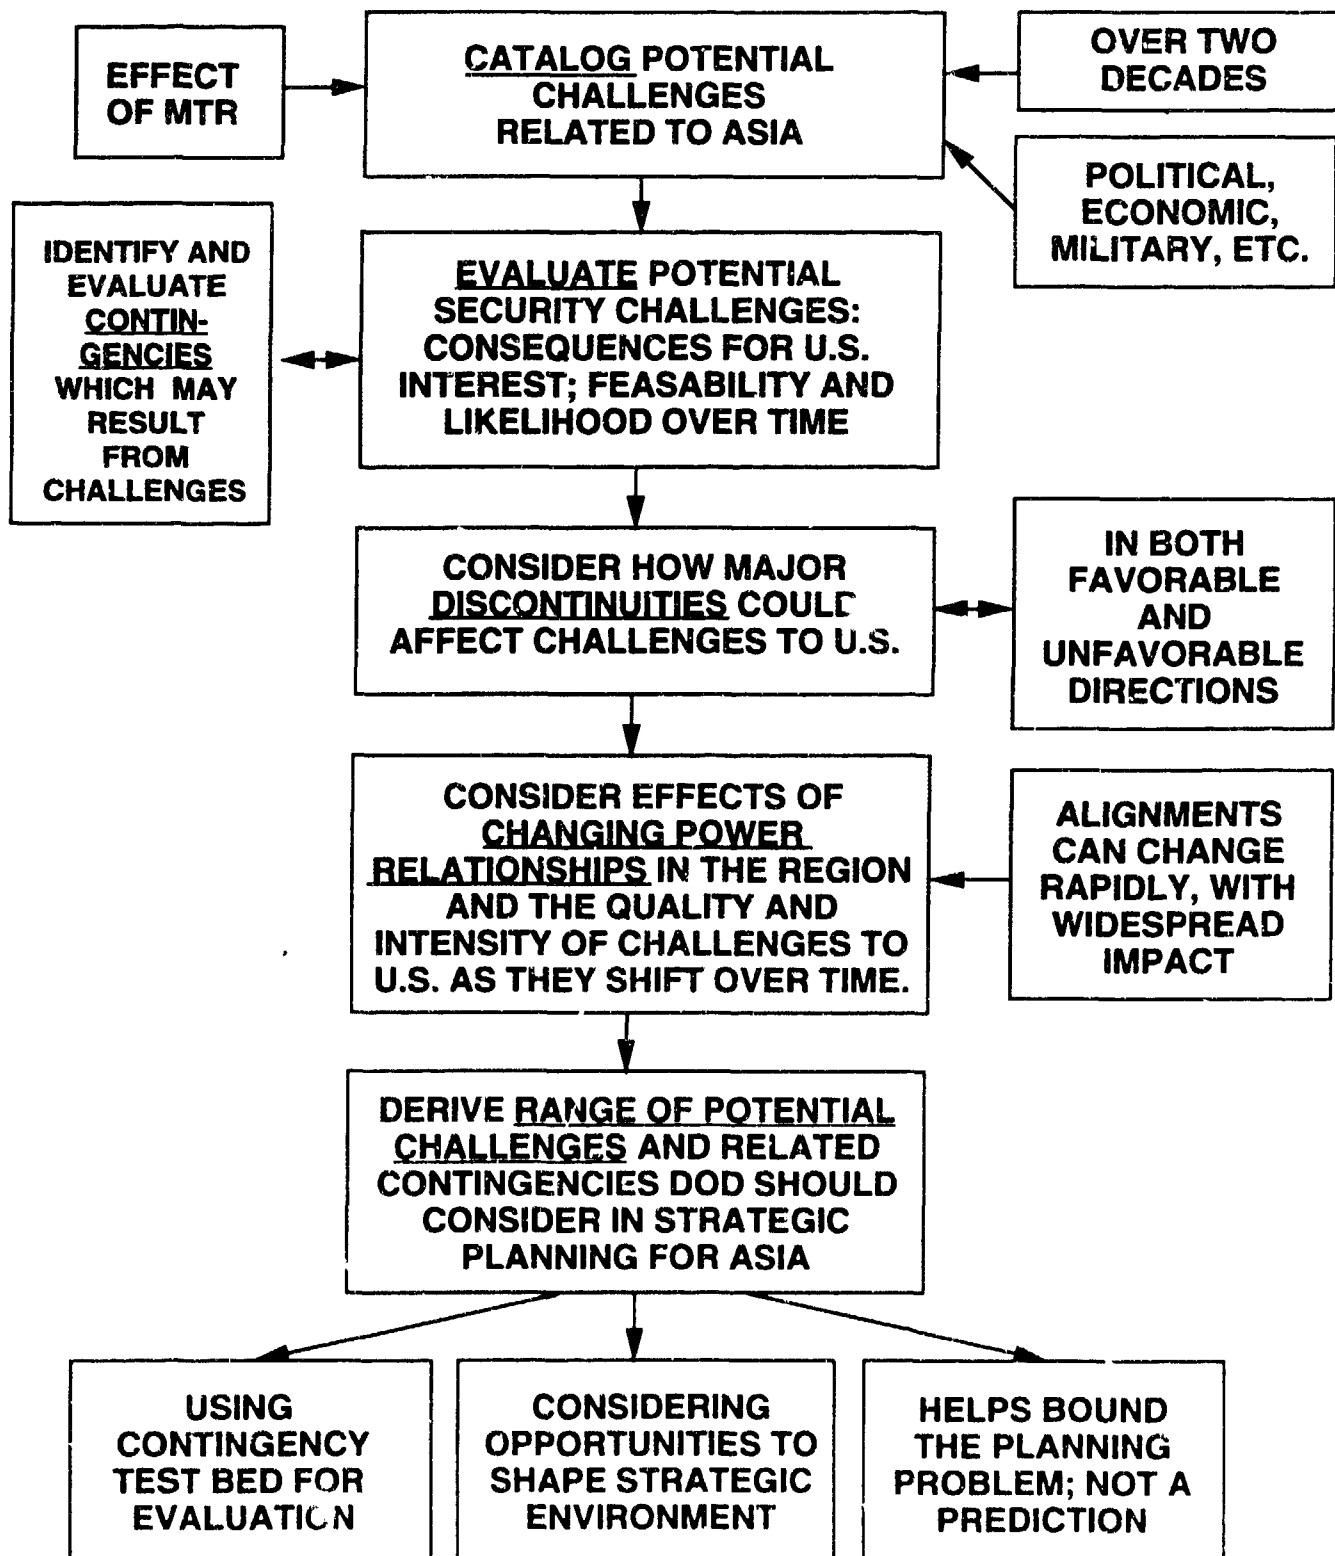 EFFECT
OF MTR
CATALOG POTENTIAL
CHALLENGES
RELATED TO ASIA
OVER TWO
DECADES
POLITICAL,
ECONOMIC,
MILITARY, ETC.
IDENTIFY AND
EVALUATE
CONTIN-
GENCIES
WHICH MAY
RESULT
FROM
CHALLENGES
EVALUATE POTENTIAL
SECURITY CHALLENGES:
CONSEQUENCES FOR U.S.
INTEREST; FEASABILITY AND
LIKELIHOOD OVER TIME
CONSIDER HOW MAJOR
DISCONTINUITIES COULD
AFFECT CHALLENGES TO U.S.
IN BOTH
FAVORABLE
AND
UNFAVORABLE
DIRECTIONS
CONSIDER EFFECTS OF
CHANGING POWER
RELATIONSHIPS IN THE REGION
AND THE QUALITY AND
INTENSITY OF CHALLENGES TO
U.S. AS THEY SHIFT OVER TIME.
ALIGNMENTS
CAN CHANGE
RAPIDLY, WITH
WIDESPREAD
IMPACT
DERIVE RANGE OF POTENTIAL
CHALLENGES AND RELATED
CONTINGENCIES DOD SHOULD
CONSIDER IN STRATEGIC
PLANNING FOR ASIA
USING
CONTINGENCY
TEST BED FOR
EVALUATION
CONSIDERING
OPPORTUNITIES TO
SHAPE STRATEGIC
ENVIRONMENT
HELPS BOUND
THE PLANNING
PROBLEM; NOT A
PREDICTION